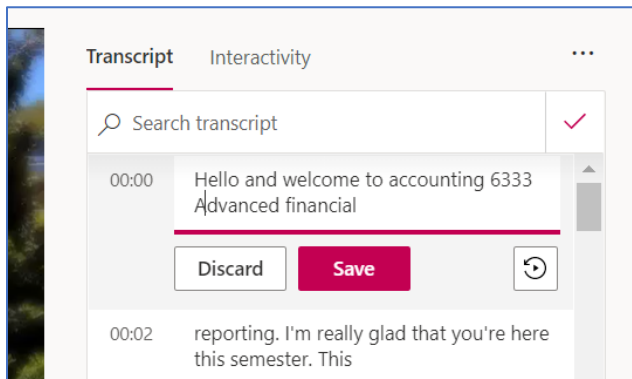 Transcript Interactivity ...
Search transcript
00:00 Hello and welcome to accounting 6333
Advanced financial
Discard Save
00:02 reporting. I'm really glad that you're here
this semester. This